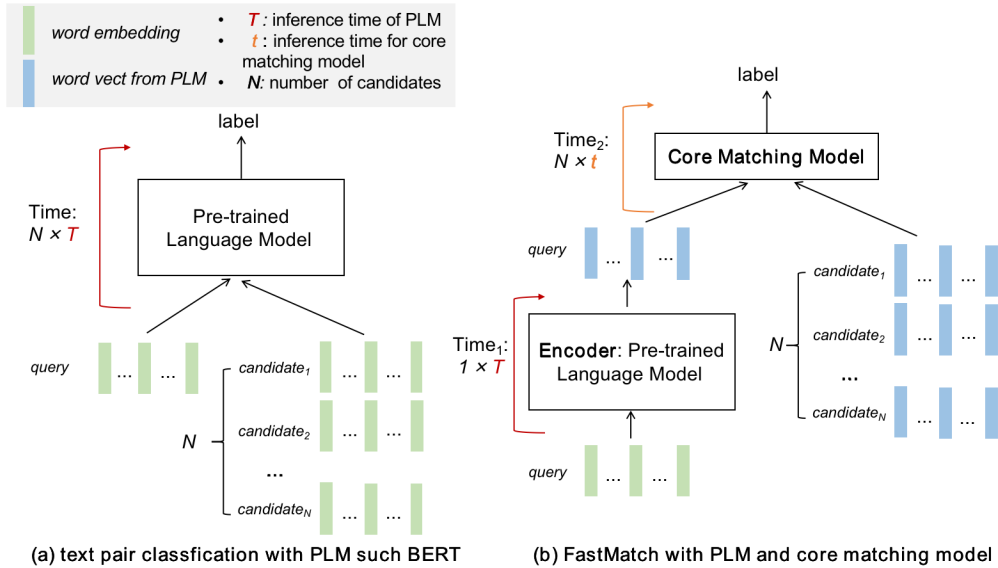 word embedding
word vect from PLM
• T : inference time of PLM
• t : inference time for core
matching model
• N: number of candidates
label
Pre-trained
Language Model
Time:
N × T
query
... ...
candidate1
... ...
candidate2
... ...
...
candidateN
... ...
N
(a) text pair classfication with PLM such BERT
label
Core Matching Model
Time2:
N × t
query
... ...
candidate1
... ...
candidate2
... ...
...
candidateN
... ...
N
Time1:
1 × T
Encoder: Pre-trained
Language Model
query
... ...
(b) FastMatch with PLM and core matching model